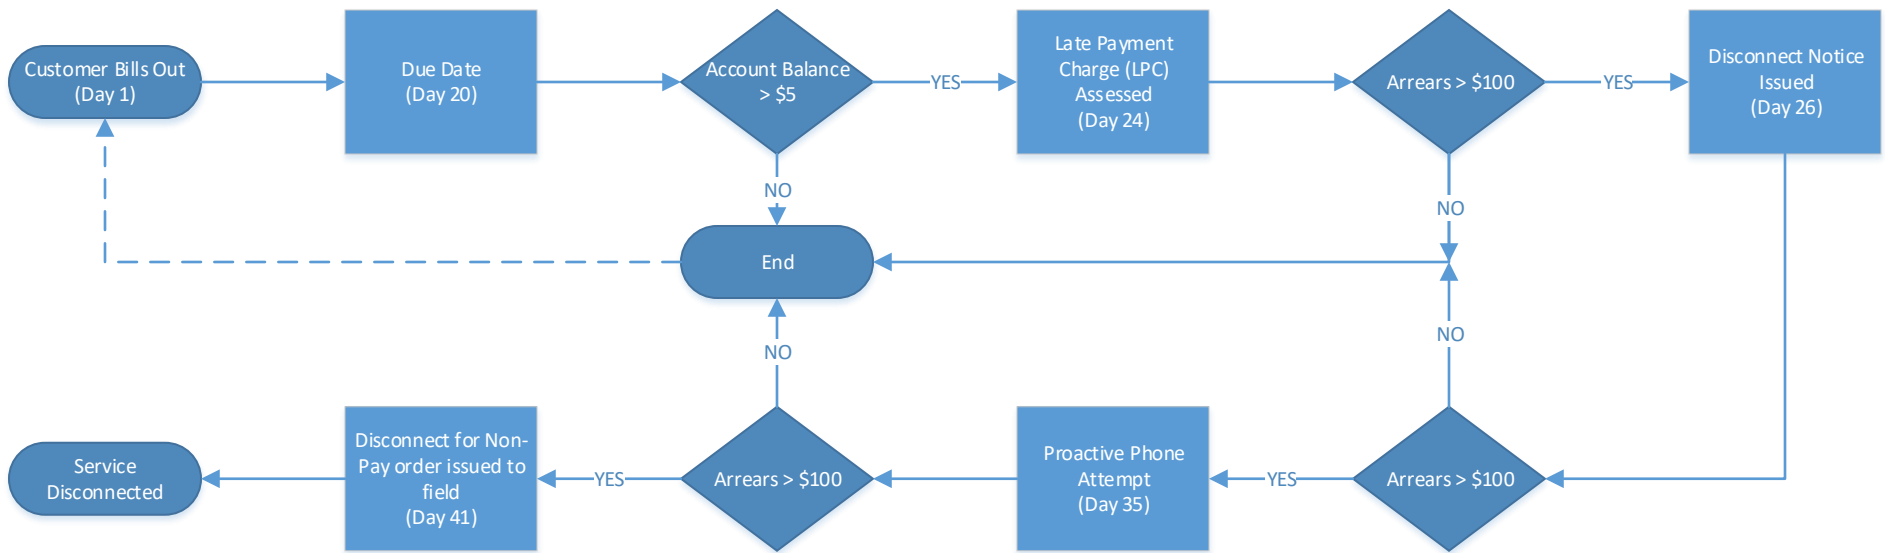 Customer Bills Out
(Day 1)
Due Date
(Day 20)
Account Balance
> $5
YES
Late Payment
Charge (LPC)
Assessed
(Day 24)
Arrears > $100
YES
Disconnect Notice
Issued
(Day 26)
NO
NO
End
NO
NO
Service
Disconnected
Disconnect for Non-
Pay order issued to
field
(Day 41)
YES
Arrears > $100
Proactive Phone
Attempt
(Day 35)
YES
Arrears > $100